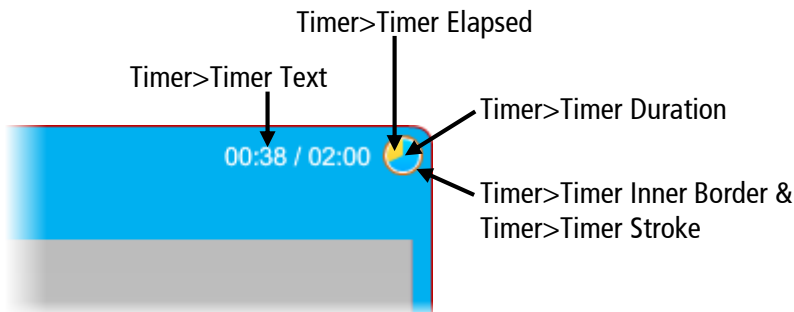 Timer>Timer Elapsed
Timer>Timer Text
Timer>Timer Duration
00:38 / 02:00
Timer>Timer Inner Border &
Timer>Timer Stroke